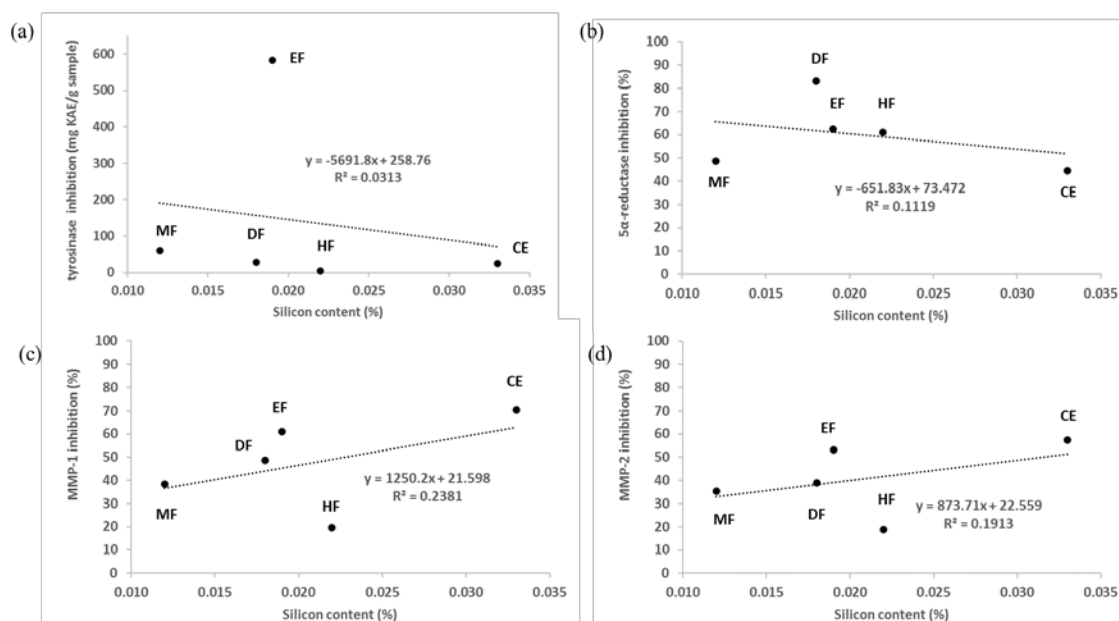 (a)
tyrosinase inhibition (mg KAE/g sample)
600
500
400
300
200
100
0
EF
y = -5691.8x + 258.76
R² = 0.0313
MF
DF
HF
CE
0.010
0.015
0.020
0.025
0.030
0.035
Silicon content (%)
(b)
5α-reductase inhibition (%)
100
90
80
70
60
50
40
30
20
10
0
DF
EF
HF
MF
CE
y = -651.83x + 73.472
R² = 0.1119
0.010
0.015
0.020
0.025
0.030
0.035
Silicon content (%)
(c)
MMP-1 inhibition (%)
100
90
80
70
60
50
40
30
20
10
0
CE
EF
DF
MF
HF
y = 1250.2x + 21.598
R² = 0.2381
0.010
0.015
0.020
0.025
0.030
0.035
Silicon content (%)
(d)
MMP-2 inhibition (%)
100
90
80
70
60
50
40
30
20
10
0
CE
EF
MF
DF
HF
y = 873.71x + 22.559
R² = 0.1913
0.010
0.015
0.020
0.025
0.030
0.035
Silicon content (%)